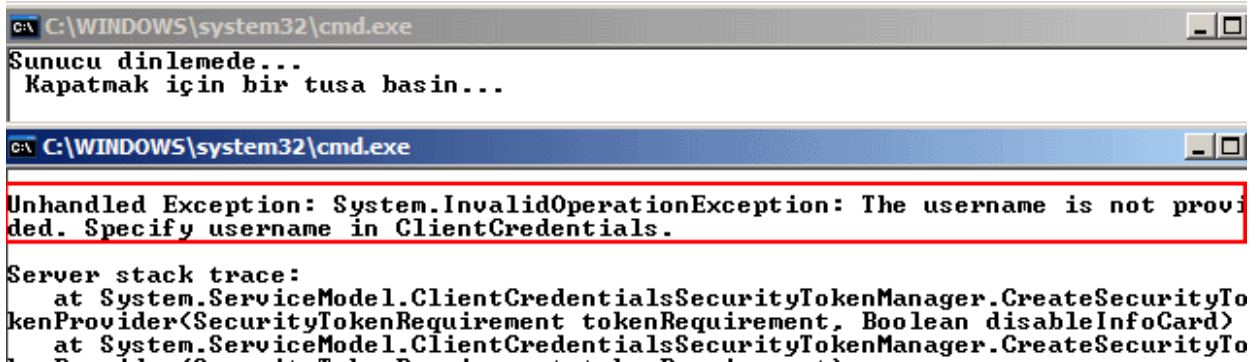 C:\WINDOWS\system32\cmd.exe
Sunucu dinlemede...
Kapatmak için bir tusa basin...
C:\WINDOWS\system32\cmd.exe
Unhandled Exception: System.InvalidOperationException: The username is not provi
ded. Specify username in ClientCredentials.
Server stack trace:
at System.ServiceModel.ClientCredentialsSecurityTokenManager.CreateSecurityTo
kenProvider(SecurityTokenRequirement tokenRequirement, Boolean disableInfoCard)
at System.ServiceModel.ClientCredentialsSecurityTokenManager.CreateSecurityTo